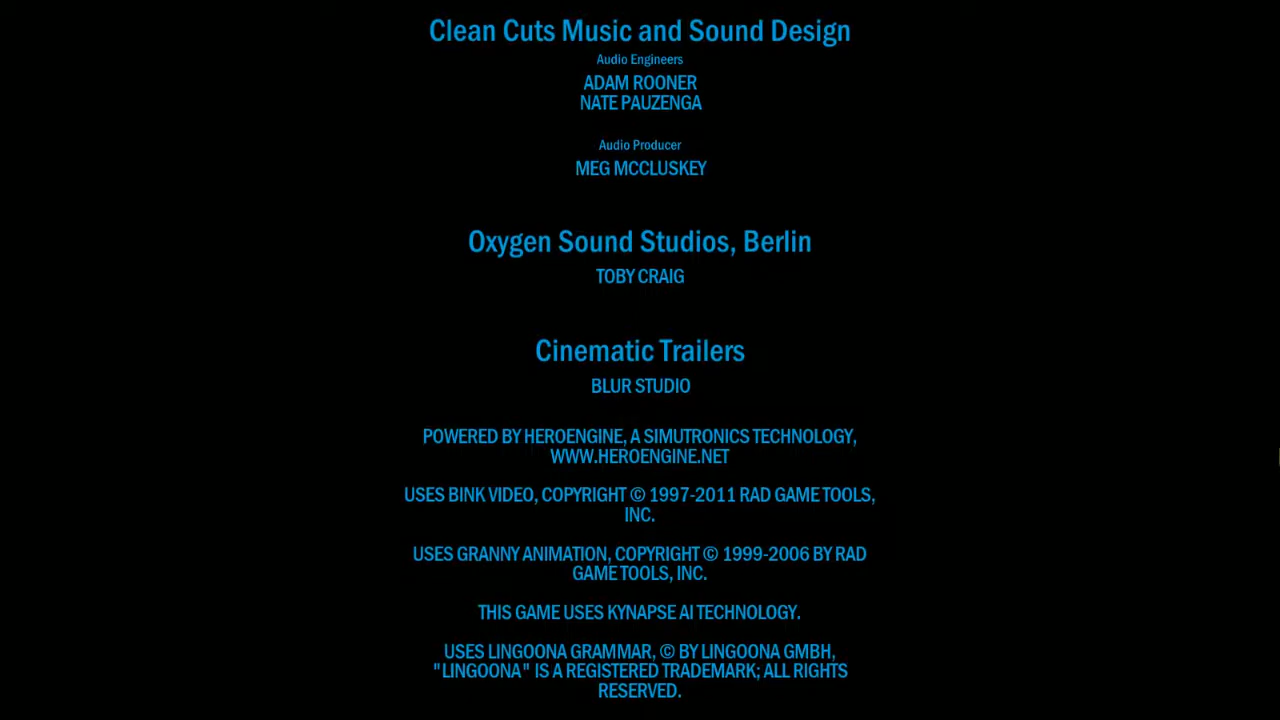 Clean Cuts Music and Sound Design
Audio Engineers
ADAM ROONER
NATE PAUZENGA
Audio Producer
MEG MCCLUSKEY
Oxygen Sound Studios, Berlin
TOBY CRAIG
Cinematic Trailers
BLUR STUDIO
POWERED BY HEROENGINE, A SIMUTRONICS TECHNOLOGY,
WWW.HEROENGINE.NET
USES BINK VIDEO, COPYRIGHT © 1997-2011 RAD GAME TOOLS,
INC.
USES GRANNY ANIMATION, COPYRIGHT © 1999-2006 BY RAD
GAME TOOLS, INC.
THIS GAME USES KYNAPSE AI TECHNOLOGY.
USES LINGOONA GRAMMAR, © BY LINGOONA GMBH,
"LINGOONA" IS A REGISTERED TRADEMARK; ALL RIGHTS
RESERVED.